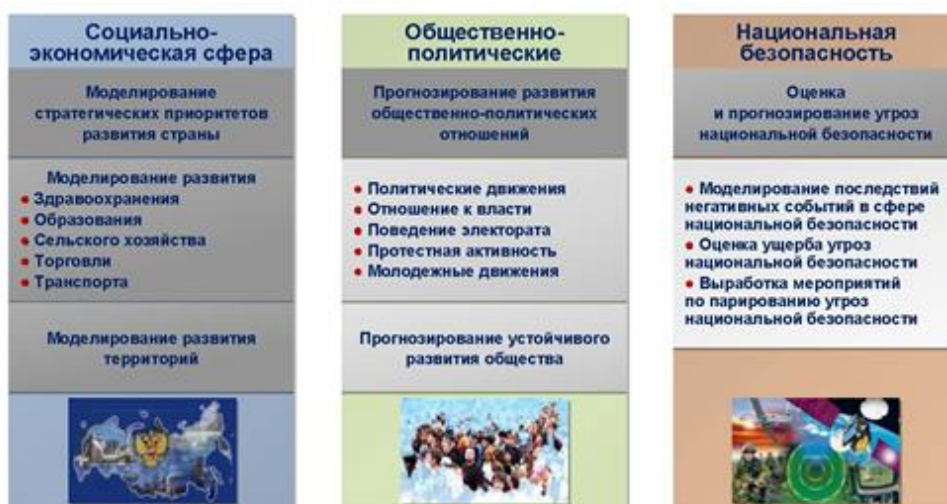 Социально-
экономическая сфера
Моделирование
стратегических приоритетов
развития страны
Моделирование развития
● Здравоохранения
● Образования
● Сельского хозяйства
● Торговли
● Транспорта
Моделирование развития
территорий
Общественно-
политические
Прогнозирование развития
общественно-политических
отношений
● Политические движения
● Отношение к власти
● Поведение электората
● Протестная активность
● Молодежные движения
Прогнозирование устойчивого
развития общества
Национальная
безопасность
Оценка
и прогнозирование угроз
национальной безопасности
● Моделирование последствий
негативных событий в сфере
национальной безопасности
● Оценка ущерба угроз
национальной безопасности
● Выработка мероприятий
по парированию угроз
национальной безопасности